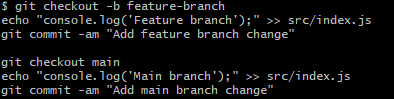 $ git checkout -b feature-branch
echo "console.log('Feature branch');" >> src/index.js
git commit -am "Add feature branch change"

git checkout main
echo "console.log('Main branch');" >> src/index.js
git commit -am "Add main branch change"